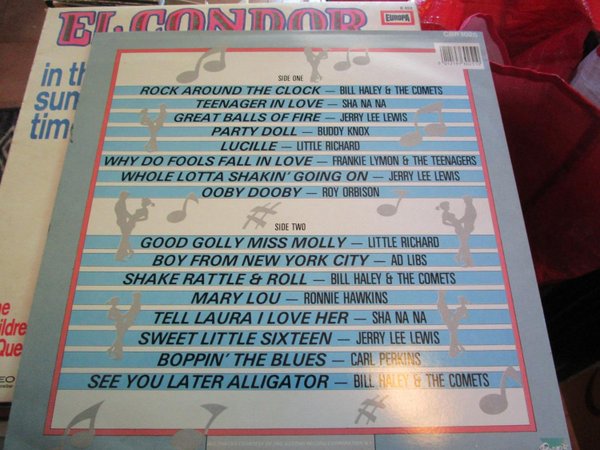 EL CONDOR
EUROPA
in th
sum
time
CBR 1025
SIDE ONE
ROCK AROUND THE CLOCK — BILL HALEY & THE COMETS
TEENAGER IN LOVE — SHA NA NA
GREAT BALLS OF FIRE — JERRY LEE LEWIS
PARTY DOLL — BUDDY KNOX
LUCILLE — LITTLE RICHARD
WHY DO FOOLS FALL IN LOVE — FRANKIE LYMON & THE TEENAGERS
WHOLE LOTTA SHAKIN' GOING ON — JERRY LEE LEWIS
OOBY DOOBY — ROY ORBISON
SIDE TWO
GOOD GOLLY MISS MOLLY — LITTLE RICHARD
BOY FROM NEW YORK CITY — AD LIBS
SHAKE RATTLE & ROLL — BILL HALEY & THE COMETS
MARY LOU — RONNIE HAWKINS
TELL LAURA I LOVE HER — SHA NA NA
SWEET LITTLE SIXTEEN — JERRY LEE LEWIS
BOPPIN' THE BLUES — CARL PERKINS
SEE YOU LATER ALLIGATOR — BILL HALEY & THE COMETS
ne
ildre
Que